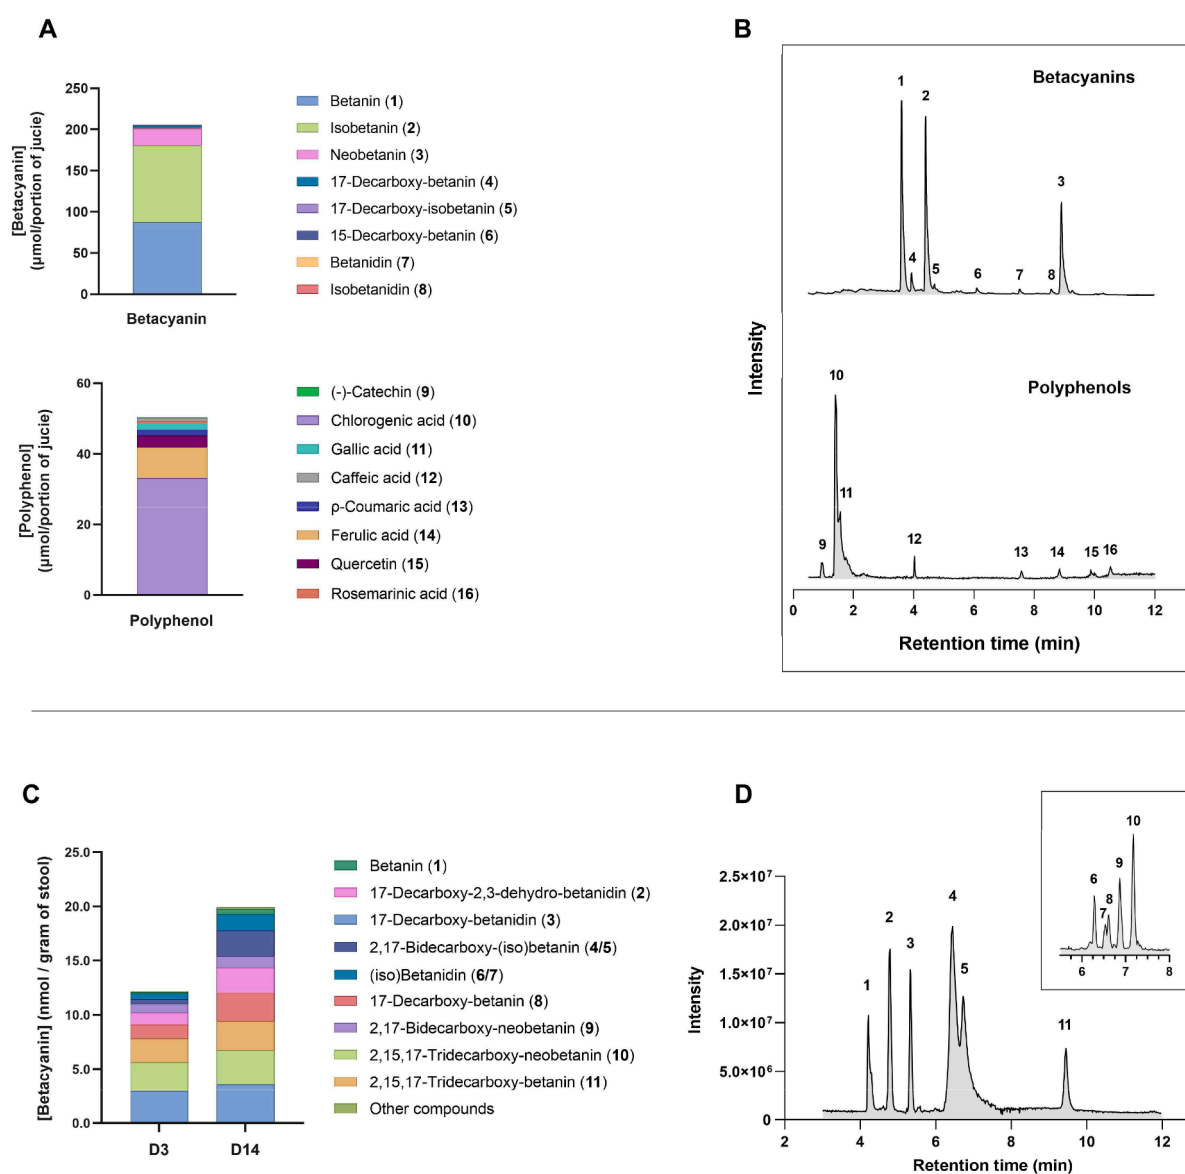 A
[Betacyanin]
(µmol/portion of jucie)
250
200
150
100
50
0
Betacyanin
Betanin (1)
Isobetanin (2)
Neobetanin (3)
17-Decarboxy-betanin (4)
17-Decarboxy-isobetanin (5)
15-Decarboxy-betanin (6)
Betanidin (7)
Isobetanidin (8)
[Polyphenol]
(µmol/portion of jucie)
60
40
20
0
Polyphenol
(-)-Catechin (9)
Chlorogenic acid (10)
Gallic acid (11)
Caffeic acid (12)
ρ-Coumaric acid (13)
Ferulic acid (14)
Quercetin (15)
Rosemarinic acid (16)
B
Betacyanins
1
2
3
4
5
6
7
8
Intensity
Polyphenols
10
11
9
12
13
14
15
16
0 2 4 6 8 10 12
Retention time (min)
C
[Betacyanin] (nmol / gram of stool)
25.0
20.0
15.0
10.0
5.0
0.0
D3 D14
Betanin (1)
17-Decarboxy-2,3-dehydro-betanidin (2)
17-Decarboxy-betanidin (3)
2,17-Bidecarboxy-(iso)betanin (4/5)
(iso)Betanidin (6/7)
17-Decarboxy-betanin (8)
2,17-Bidecarboxy-neobetanin (9)
2,15,17-Tridecarboxy-neobetanin (10)
2,15,17-Tridecarboxy-betanin (11)
Other compounds
D
Intensity
2.5×10⁷
2.0×10⁷
1.5×10⁷
1.0×10⁷
5.0×10⁶
0
1
2
3
4
5
11
2 4 6 8 10 12
Retention time (min)
6
7
8
9
10
6 7 8